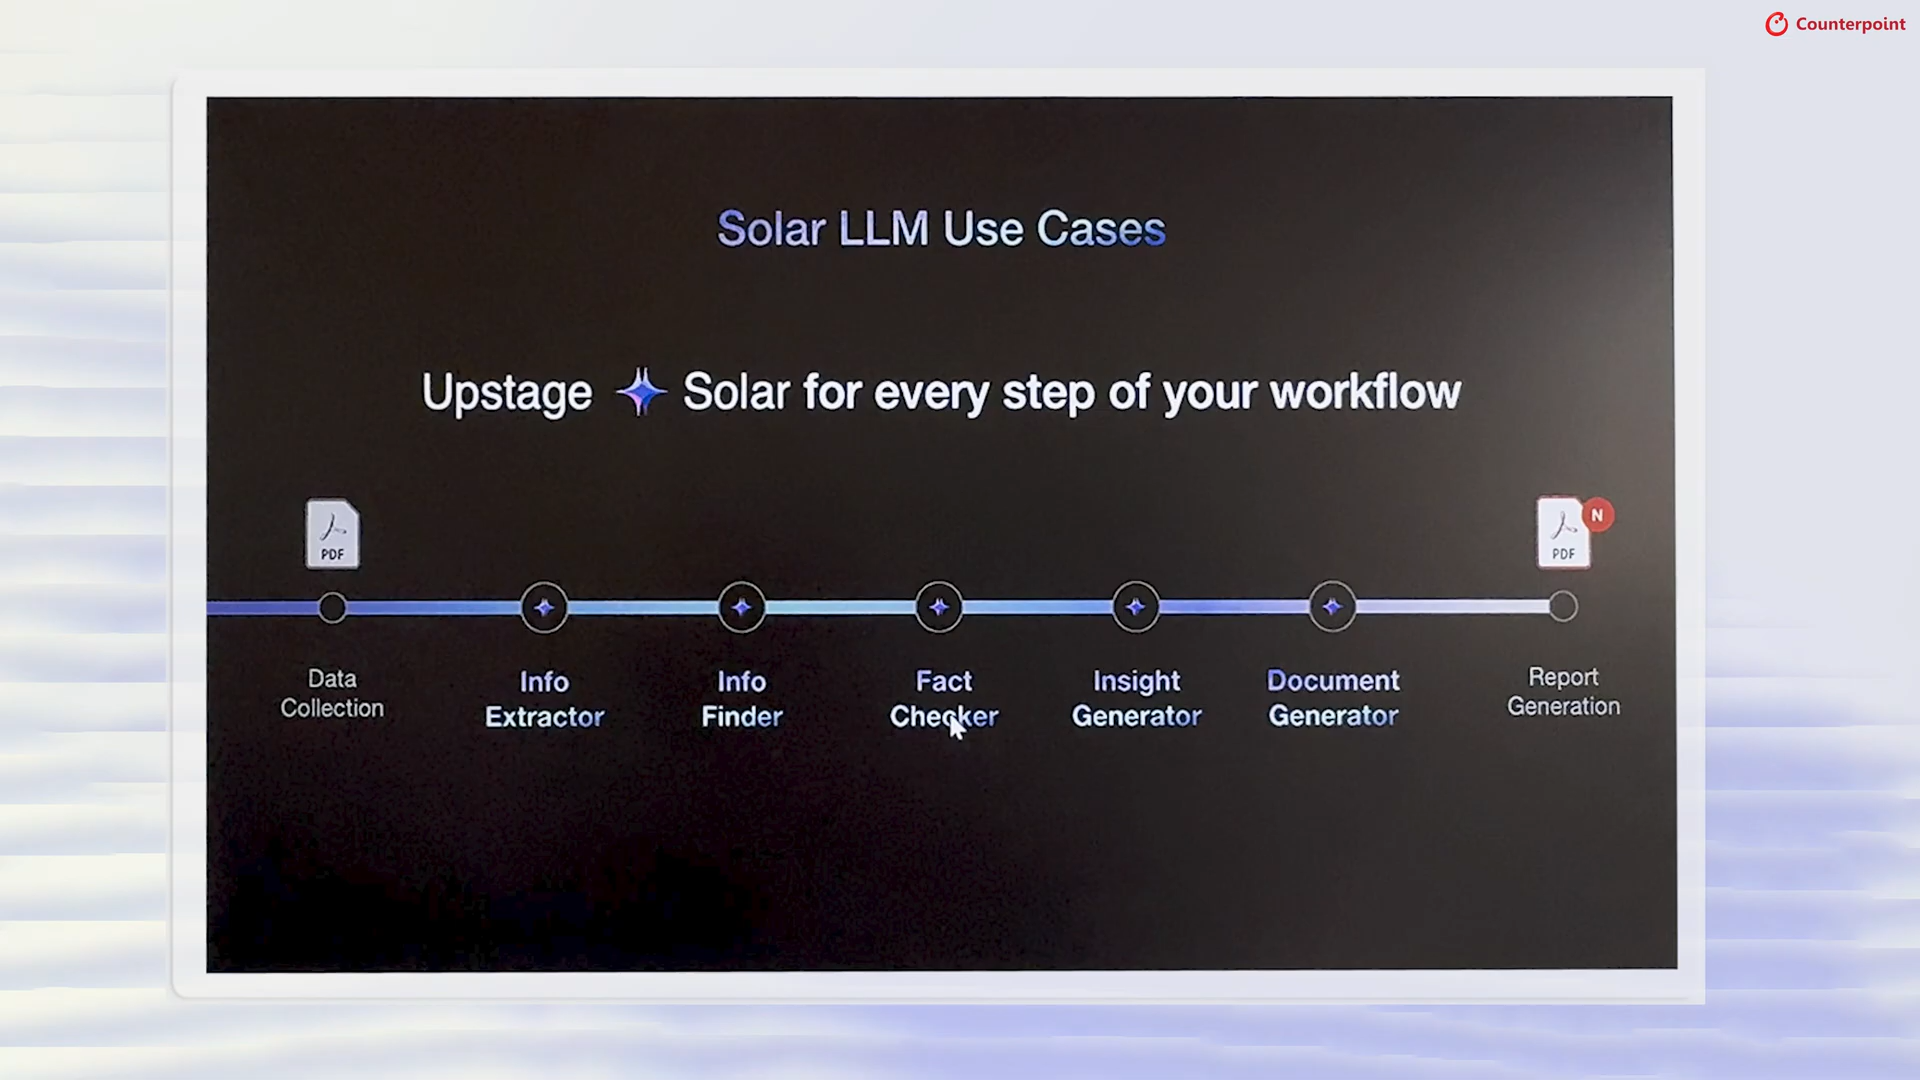 Counterpoint
Solar LLM Use Cases
Upstage Solar for every step of your workflow
PDF
PDF
N
Data
Collection
Info
Extractor
Info
Finder
Fact
Checker
Insight
Generator
Document
Generator
Report
Generation